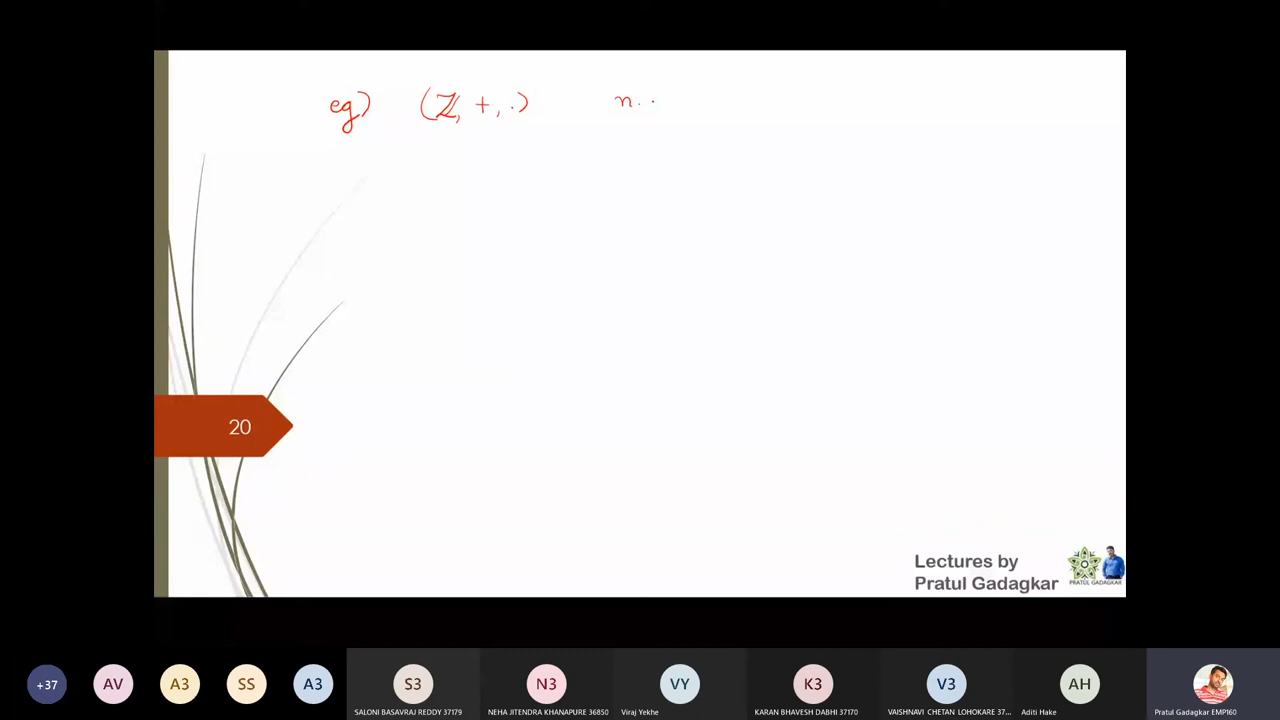 eg) (ℤ, +, ·) n. .
20
Lectures by
Pratul Gadagkar
PRATUL GADAGKAR
+37 AV A3 SS A3 S3 N3 VY K3 V3 AH
SALONI BASAVRAJ REDDY 37179 NEHA JITENDRA KHANAPURE 36850 Viraj Yekhe KARAN BHAVESH DABHI 37170 VAISHNAVI CHETAN LOHOKARE 37... Aditi Hake Pratul Gadagkar EMP160